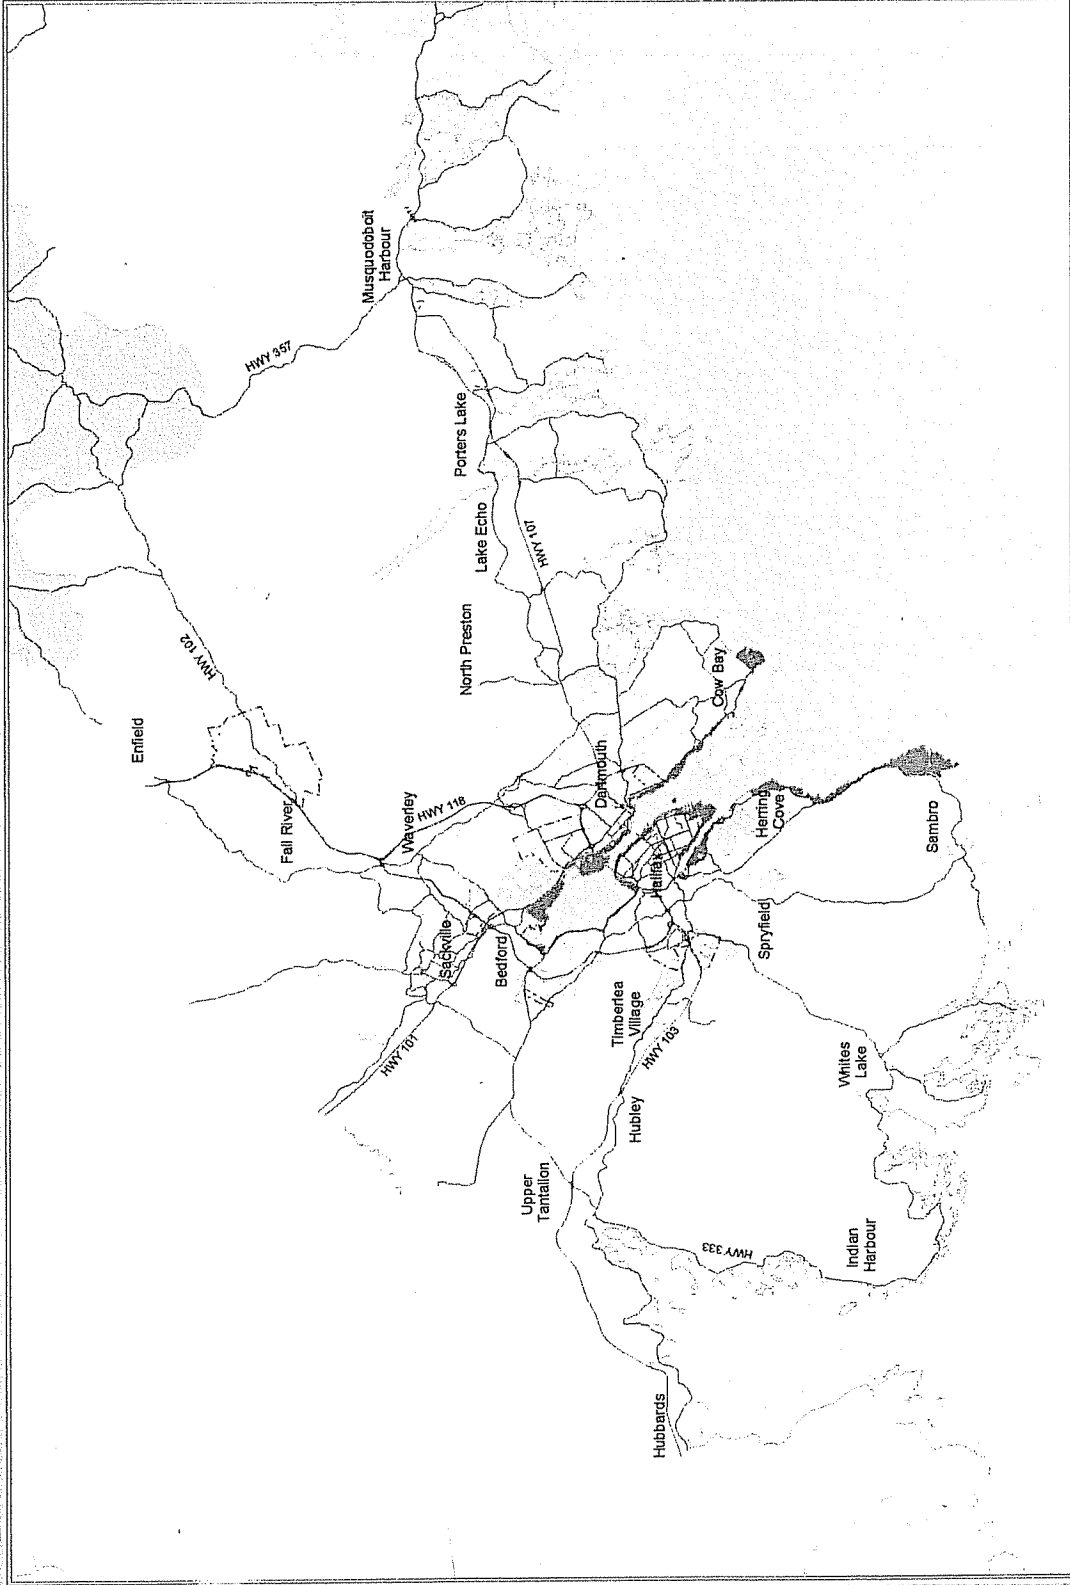 Musquodoboit
Harbour
HWY 357
Porters Lake
Lake Echo
HWY 107
North Preston
HWY 102
Enfield
Cow Bay
Dartmouth
Fall River
Waverley
HWY 118
Halifax
Herring
Cove
Sambro
Sackville
Bedford
Spryfield
HWY 101
Timberlea
Village
HWY 103
Whites
Lake
Hubley
Upper
Tantallon
HWY 333
Indian
Harbour
Hubbards